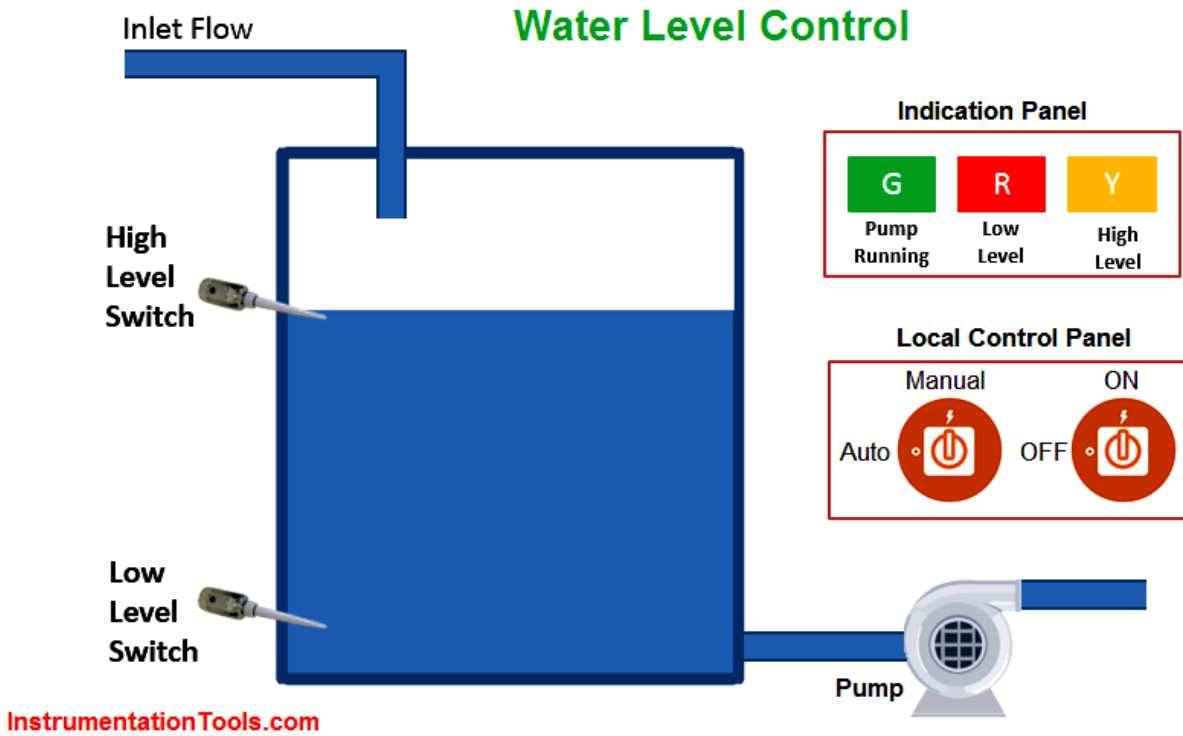 Inlet Flow
Water Level Control
Indication Panel
G
R
Y
Pump
Running
Low
Level
High
Level
High
Level
Switch
Local Control Panel
Manual
ON
Auto
OFF
Low
Level
Switch
Pump
InstrumentationTools.com